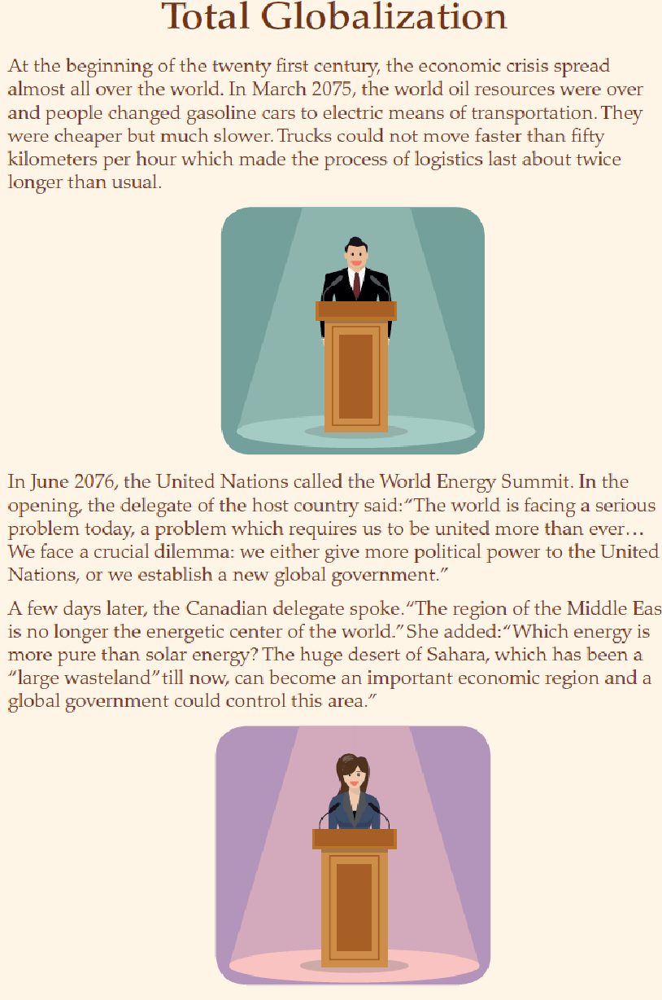 Total Globalization
At the beginning of the twenty first century, the economic crisis spread
almost all over the world. In March 2075, the world oil resources were over
and people changed gasoline cars to electric means of transportation. They
were cheaper but much slower. Trucks could not move faster than fifty
kilometers per hour which made the process of logistics last about twice
longer than usual.
In June 2076, the United Nations called the World Energy Summit. In the
opening, the delegate of the host country said: “The world is facing a serious
problem today, a problem which requires us to be united more than ever…
We face a crucial dilemma: we either give more political power to the United
Nations, or we establish a new global government.”
A few days later, the Canadian delegate spoke. “The region of the Middle Eas
is no longer the energetic center of the world.” She added: “Which energy is
more pure than solar energy? The huge desert of Sahara, which has been a
“large wasteland” till now, can become an important economic region and a
global government could control this area.”